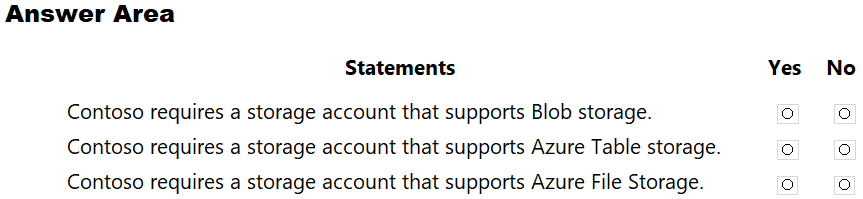 Answer Area
Statements Yes No
Contoso requires a storage account that supports Blob storage.
Contoso requires a storage account that supports Azure Table storage.
Contoso requires a storage account that supports Azure File Storage.